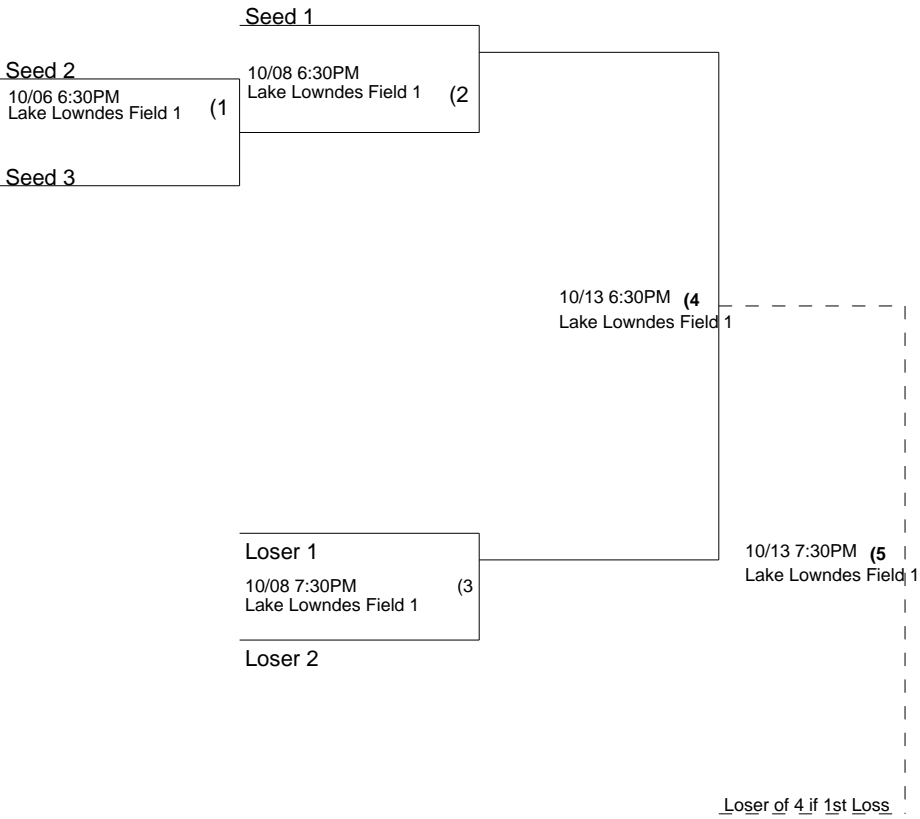 Seed 1
Seed 2
10/06 6:30PM (1
Lake Lowndes Field 1
10/08 6:30PM
Lake Lowndes Field 1 (2
Seed 3
10/13 6:30PM (4
Lake Lowndes Field 1
Loser 1
10/08 7:30PM (3
Lake Lowndes Field 1
Loser 2
10/13 7:30PM (5
Lake Lowndes Field 1
Loser of 4 if 1st Loss